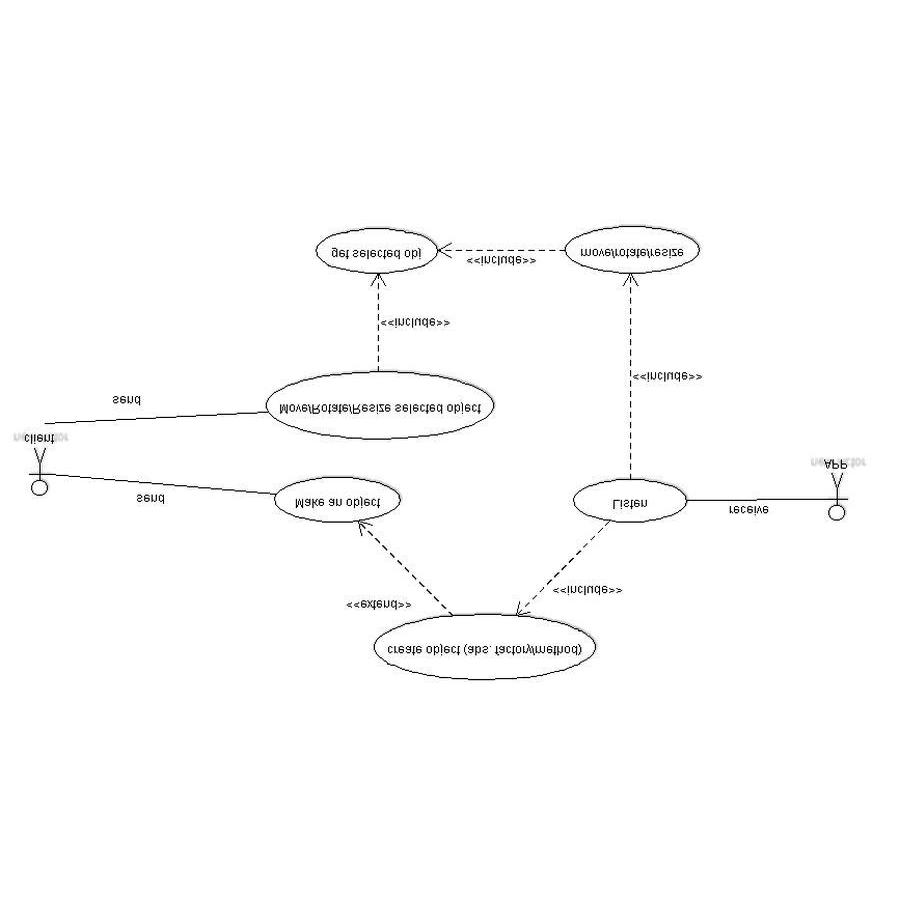 create object (abs. factory/method)
<<extend>>
<<include>>
receive
Make an object
Listen
send
APP
client
Move/Rotate/Resize selected object
send
<<include>>
<<include>>
<<include>>
get selected obj
move/rotate/resize